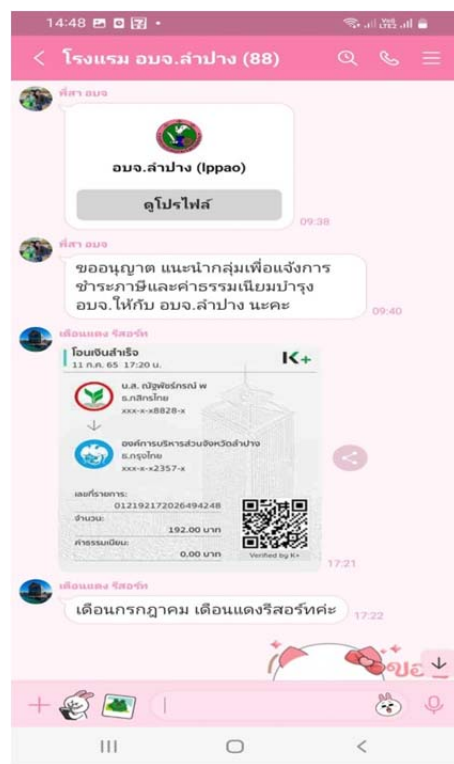 14:48
โรงแรม อบจ.ลำปาง (88)
พี่สา อบจ
อบจ.ลำปาง (lppao)
ดูโปรไฟล์
09:38
พี่สา อบจ
ขออนุญาต แนะนำกลุ่มเพื่อแจ้งการ
ชำระภาษีและค่าธรรมเนียมบำรุง
อบจ.ให้กับ อบจ.ลำปาง นะคะ
09:40
เดือนแดง รีสอร์ท
โอนเงินสำเร็จ
11 ก.ค. 65 17:20 น.
K+
น.ส. ณัฐพัชร์ภรณ์ พ
ธ.กสิกรไทย
xxx-x-x8828-x
องค์การบริหารส่วนจังหวัดลำปาง
ธ.กรุงไทย
xxx-x-x2357-x
เลขที่รายการ:
012192172026494248
จำนวน:
192.00 บาท
ค่าธรรมเนียม:
0.00 บาท
Verified by K+
17:21
เดือนแดง รีสอร์ท
เดือนกรกฎาคม เดือนแดงรีสอร์ทค่ะ
17:22